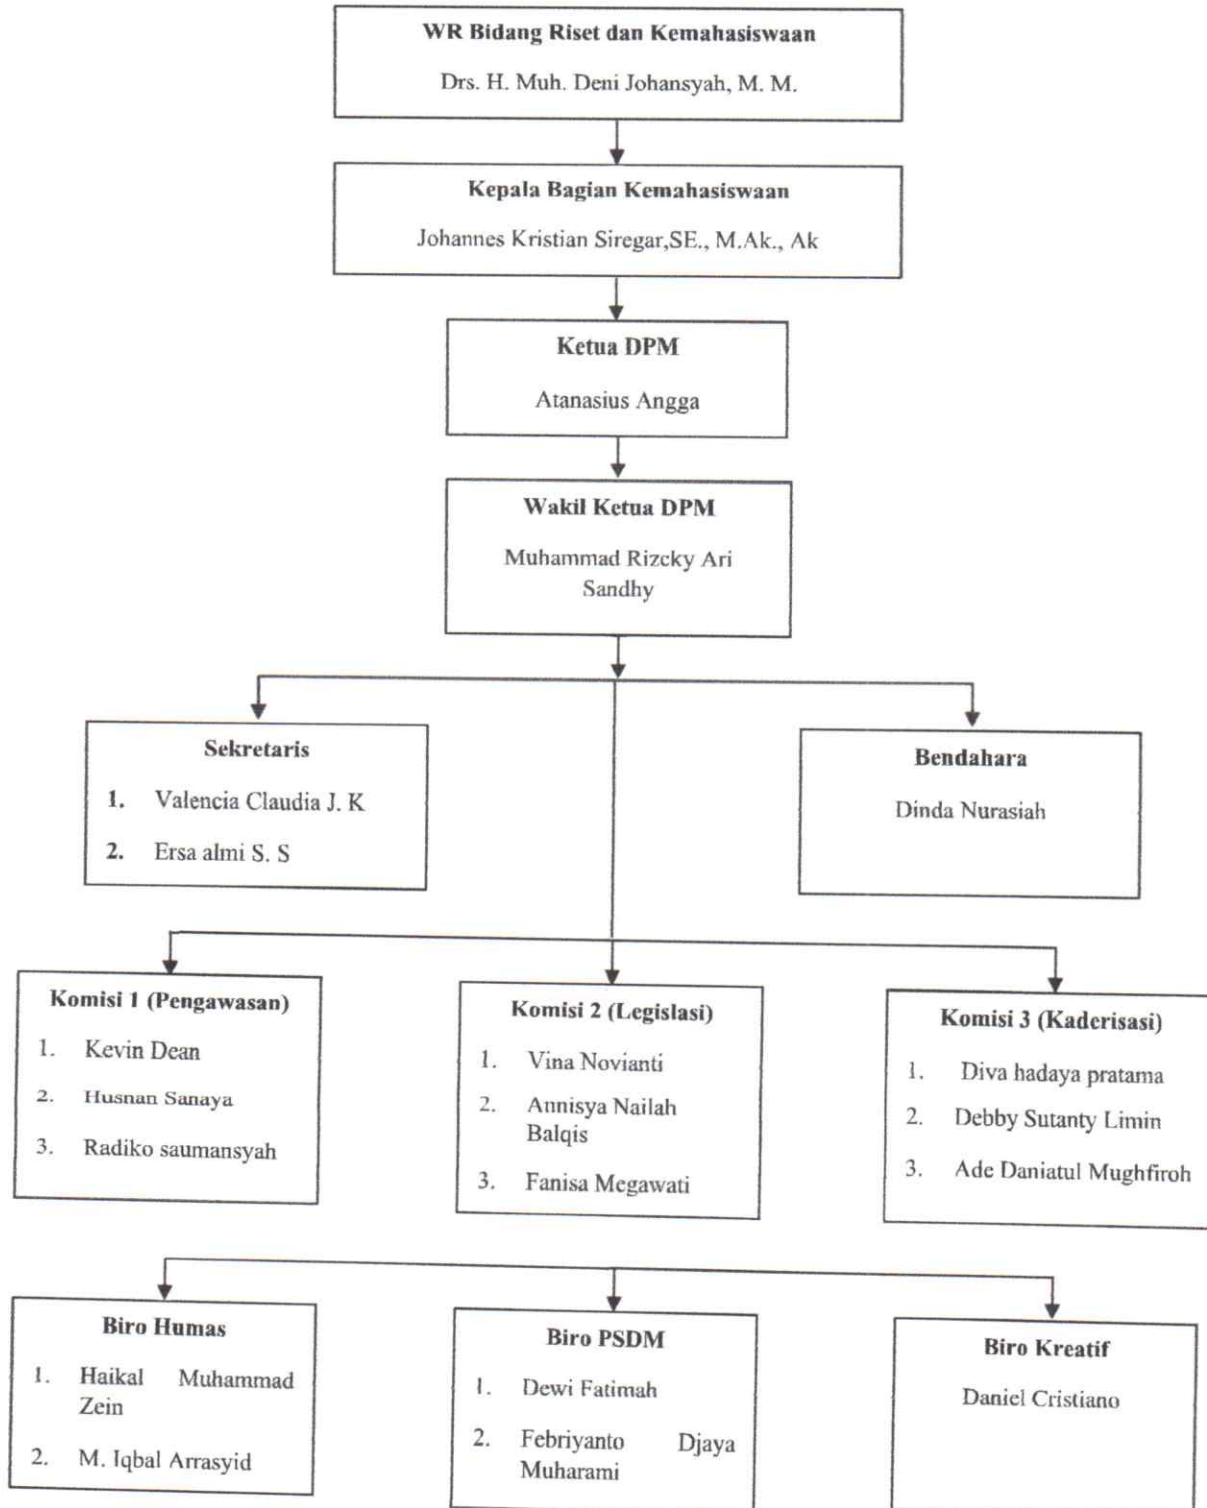 WR Bidang Riset dan Kemahasiswaan
Drs. H. Muh. Deni Johansyah, M. M.
Kepala Bagian Kemahasiswaan
Johannes Kristian Siregar,SE., M.Ak., Ak
Ketua DPM
Atanasius Angga
Wakil Ketua DPM
Muhammad Rizcky Ari
Sandhy
Sekretaris
1. Valencia Claudia J. K
2. Ersa almi S. S
Bendahara
Dinda Nurasiah
Komisi 1 (Pengawasan)
1. Kevin Dean
2. Husnan Sanaya
3. Radiko saumansyah
Komisi 2 (Legislasi)
1. Vina Novianti
2. Annisya Nailah
Balqis
3. Fanisa Megawati
Komisi 3 (Kaderisasi)
1. Diva hadaya pratama
2. Debby Sutanty Limin
3. Ade Daniatul Mughfiroh
Biro Humas
1. Haikal Muhammad
Zein
2. M. Iqbal Arrasyid
Biro PSDM
1. Dewi Fatimah
2. Febriyanto Djaya
Muharami
Biro Kreatif
Daniel Cristiano